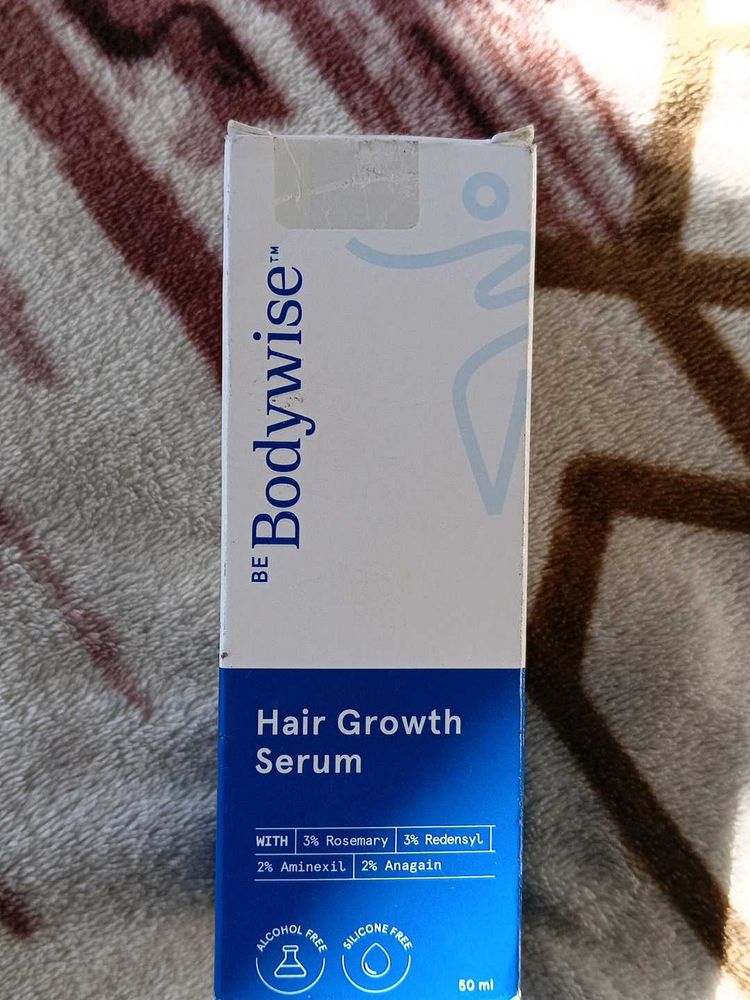 BE Bodywise™
Hair Growth
Serum
WITH 3% Rosemary 3% Redensyl
2% Aminexil 2% Anagain
ALCOHOL FREE
SILICONE FREE
50 ml